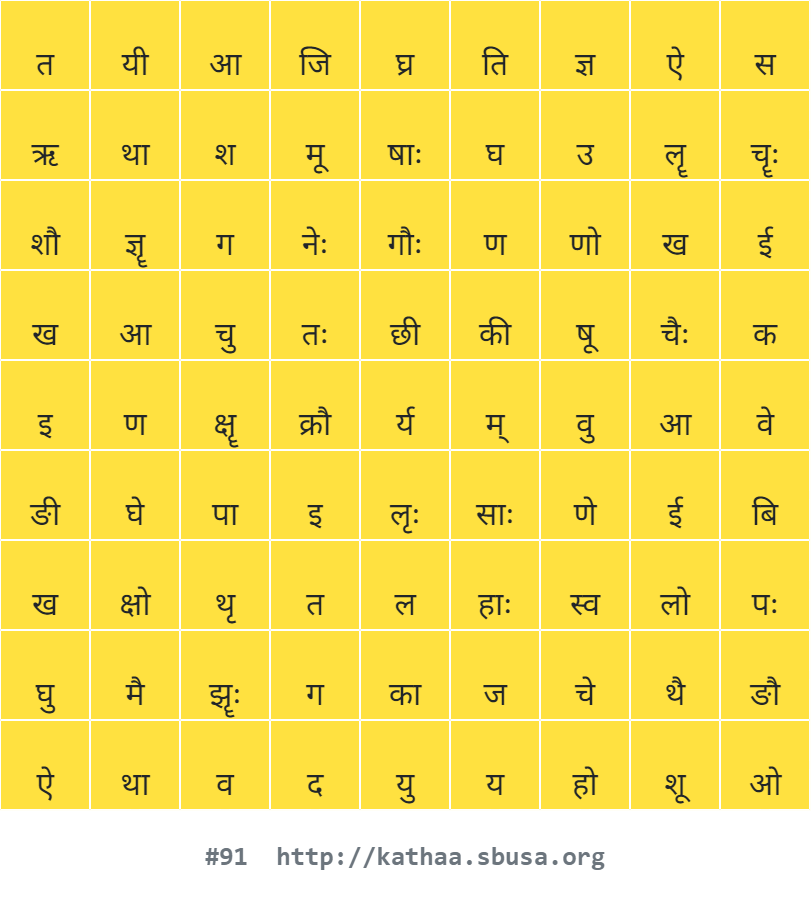 त यी आ जि घ्र ति ज्ञ ऐ स
ऋ था श मू षाः घ उ लॄ चॄः
शौ ज्ञॄ ग नेः गौः ण णो ख ई
ख आ चु तः छी की षू चैः क
इ ण क्षॄ क्रौ र्य म् वु आ वे
ङी घे पा इ लृः साः णे ई बि
ख क्षो थृ त ल हाः स्व लो पः
घु मै झॄः ग का ज चे थै ङौ
ऐ था व द यु य हो शू ओ
#91 http://kathaa.sbusa.org